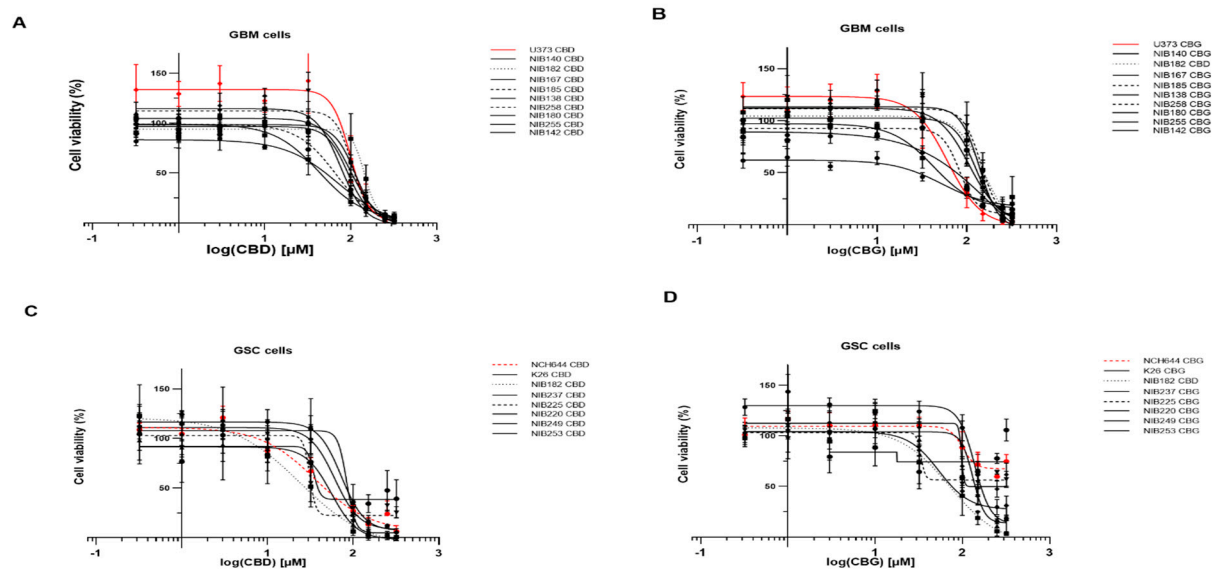 A
GBM cells
Cell viability (%)
150
100
50
-1
0
1
2
3
log(CBD) [µM]
U373 CBD
NIB140 CBD
NIB182 CBD
NIB167 CBD
NIB185 CBD
NIB138 CBD
NIB258 CBD
NIB180 CBD
NIB255 CBD
NIB142 CBD
B
GBM cells
Cell viability (%)
150
100
50
-1
0
1
2
3
log(CBG) [µM]
U373 CBG
NIB140 CBG
NIB182 CBD
NIB167 CBG
NIB185 CBG
NIB138 CBG
NIB258 CBG
NIB180 CBG
NIB255 CBG
NIB142 CBG
C
GSC cells
Cell viability (%)
150
100
50
-1
0
1
2
3
log(CBD) [µM]
NCH644 CBD
K26 CBD
NIB182 CBD
NIB237 CBD
NIB225 CBD
NIB220 CBD
NIB249 CBD
NIB253 CBD
D
GSC cells
Cell viability (%)
150
100
50
-1
0
1
2
3
log(CBG) [µM]
NCH644 CBG
K26 CBG
NIB182 CBD
NIB237 CBG
NIB225 CBG
NIB220 CBG
NIB249 CBG
NIB253 CBG